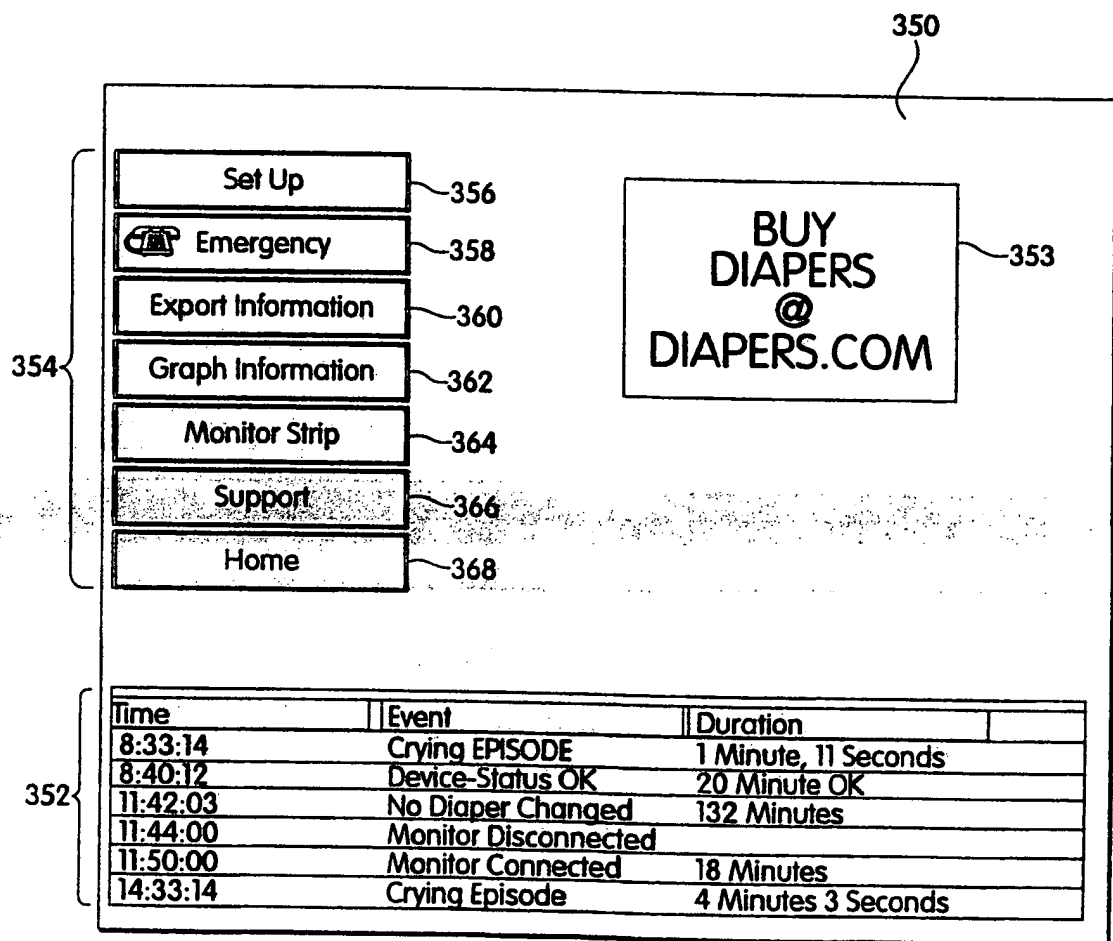 350
Set Up
356
Emergency
358
Export Information
360
Graph Information
362
Monitor Strip
364
Support
366
Home
368
354
BUY
DIAPERS
@
DIAPERS.COM
353
352
Time Event Duration
8:33:14 Crying EPISODE 1 Minute, 11 Seconds
8:40:12 Device-Status OK 20 Minute OK
11:42:03 No Diaper Changed 132 Minutes
11:44:00 Monitor Disconnected
11:50:00 Monitor Connected 18 Minutes
14:33:14 Crying Episode 4 Minutes 3 Seconds